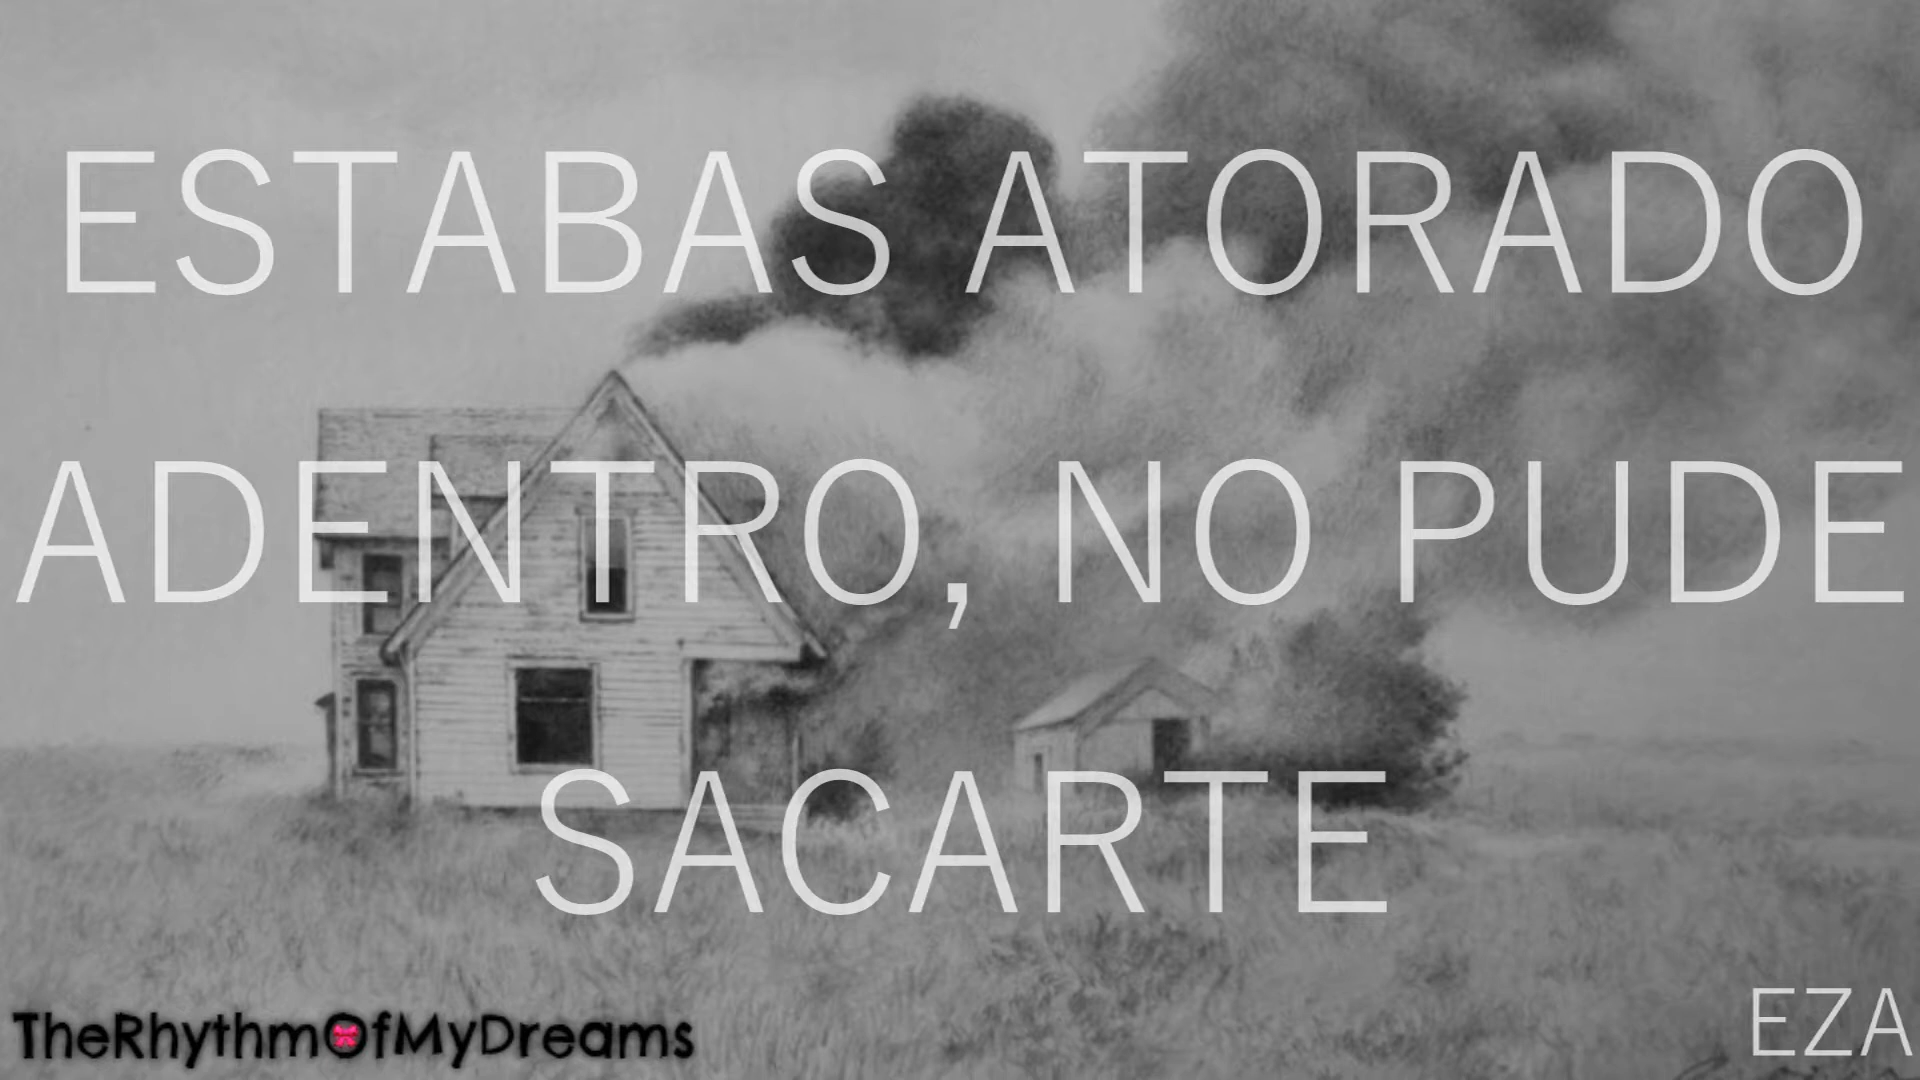 ESTABAS ATORADO
ADENTRO, NO PUDE
SACARTE
TheRhythmOfMyDreams
EZA